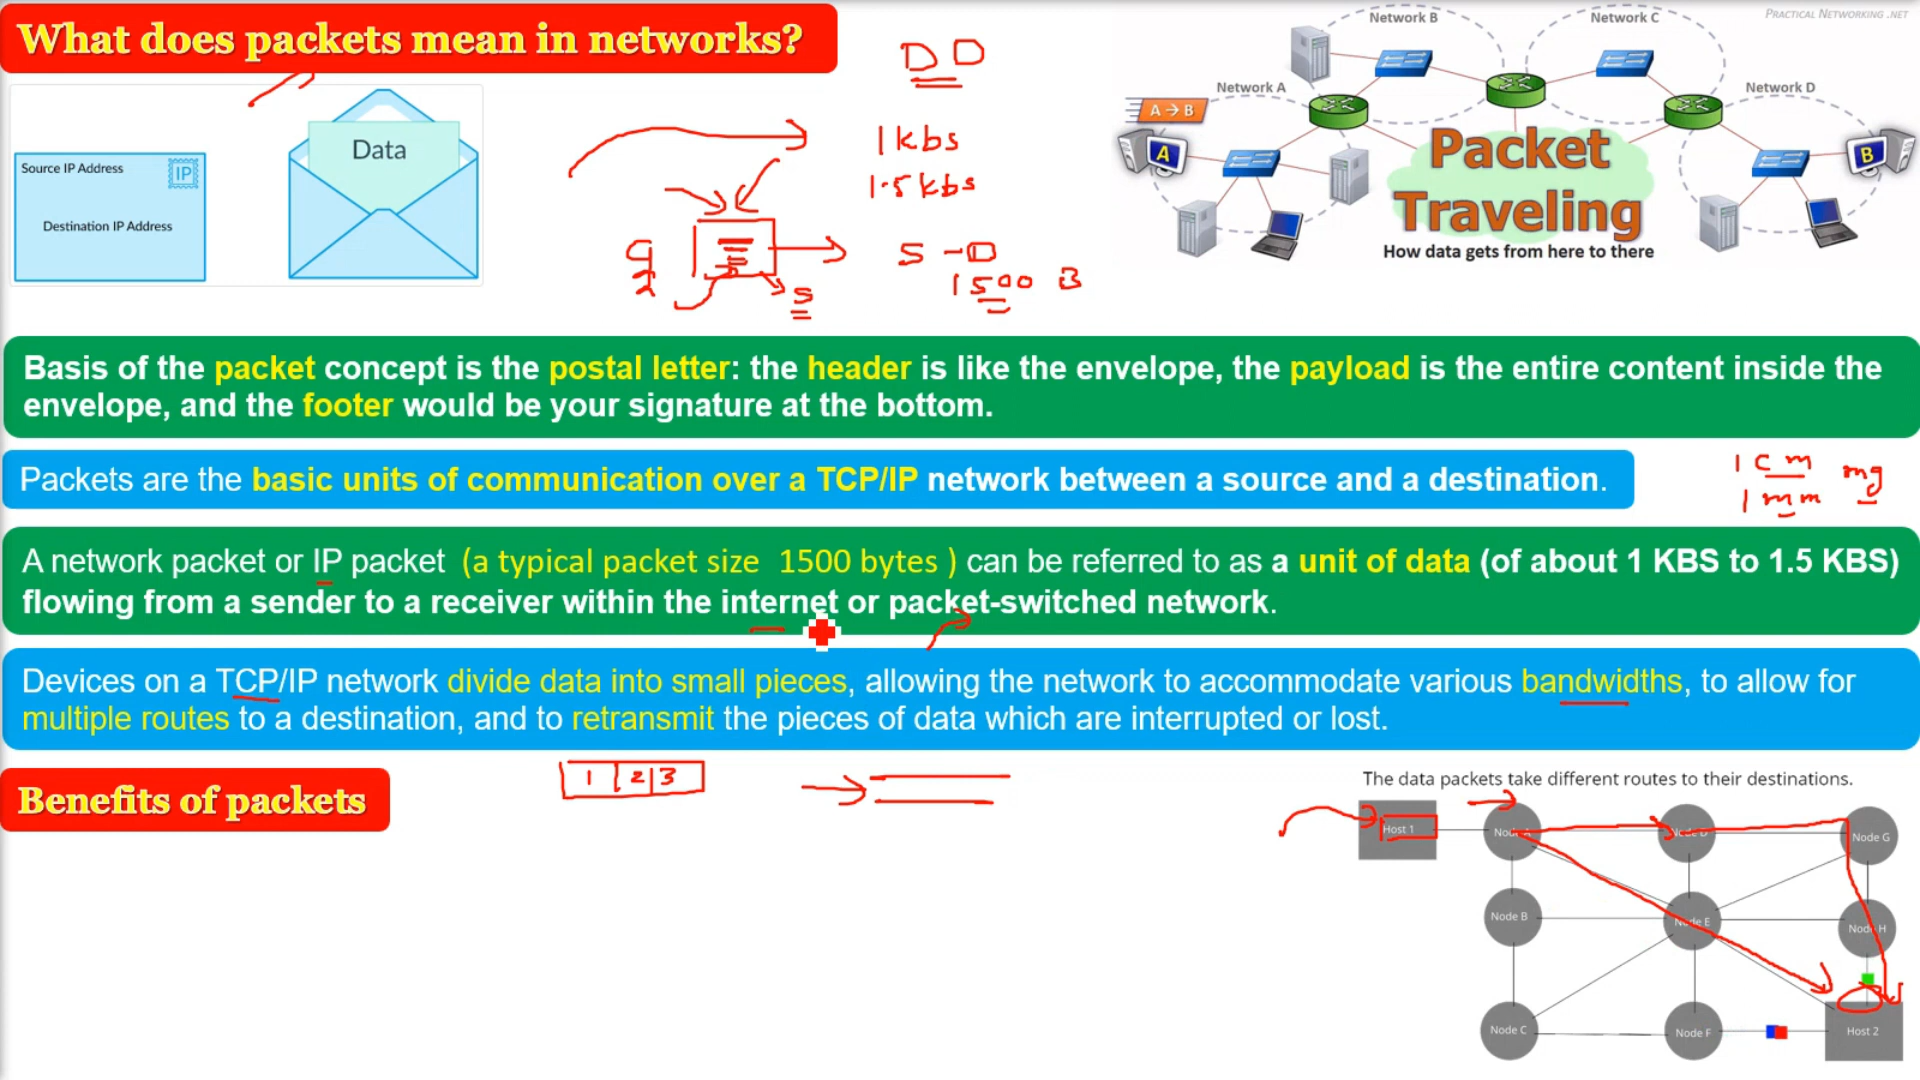 What does packets mean in networks?
D D
PRACTICAL NETWORKING .NET
Network B
Network C
Network A
Network D
A → B
A
B
Packet
Traveling
How data gets from here to there
Source IP Address
IP
Destination IP Address
Data
1 kbs
1.5 kbs
S - D
1500 B
S
Basis of the packet concept is the postal letter: the header is like the envelope, the payload is the entire content inside the
envelope, and the footer would be your signature at the bottom.
Packets are the basic units of communication over a TCP/IP network between a source and a destination.
1 cm
mg
1 mm
A network packet or IP packet (a typical packet size 1500 bytes ) can be referred to as a unit of data (of about 1 KBS to 1.5 KBS)
flowing from a sender to a receiver within the internet or packet-switched network.
Devices on a TCP/IP network divide data into small pieces, allowing the network to accommodate various bandwidths, to allow for
multiple routes to a destination, and to retransmit the pieces of data which are interrupted or lost.
Benefits of packets
1 2 3
The data packets take different routes to their destinations.
Host 1
Node A
Node D
Node G
Node B
Node E
Node H
Node C
Node F
Host 2